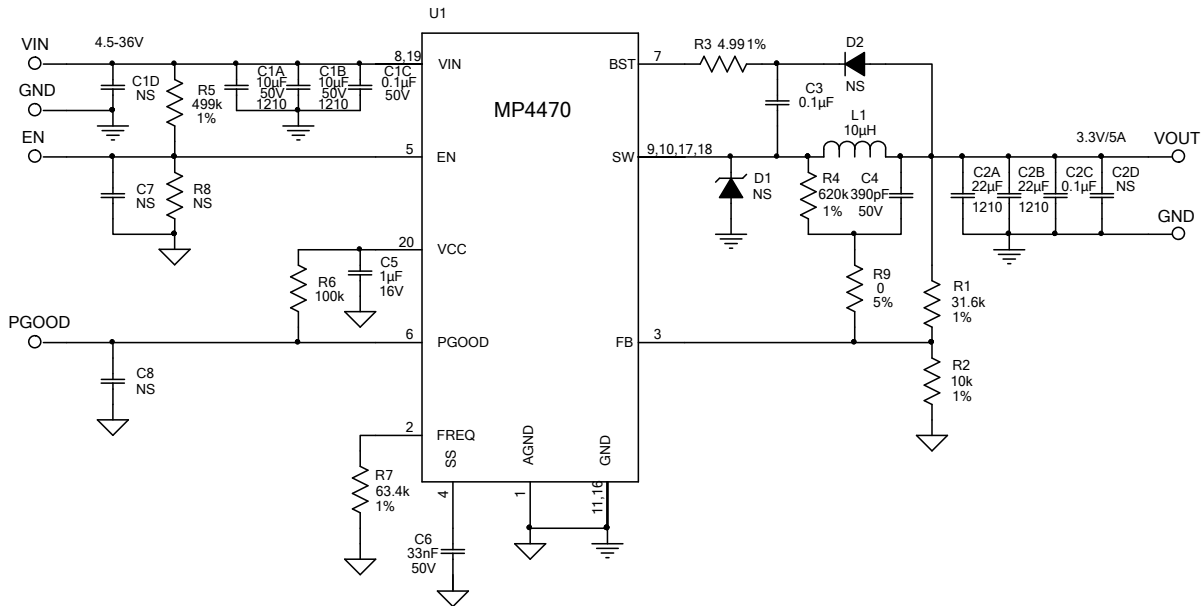 U1
VIN
4.5-36V
8,19
VIN
BST
7
R3 4.99 1%
D2
NS
C1D
NS
R5
499k
1%
C1A
10µF
50V
1210
C1B
10µF
50V
1210
C1C
0.1µF
50V
GND
MP4470
C3
0.1µF
L1
10µH
EN
5
EN
SW
9,10,17,18
3.3V/5A
VOUT
C7
NS
R8
NS
D1
NS
R4
620k
1%
C4
390pF
50V
C2A
22µF
1210
C2B
22µF
1210
C2C
0.1µF
C2D
NS
GND
20
VCC
C5
1µF
16V
R6
100k
R9
0
5%
R1
31.6k
1%
PGOOD
6
PGOOD
FB
3
C8
NS
R2
10k
1%
2
FREQ
SS
AGND
GND
R7
63.4k
1%
4
1
11,16
C6
33nF
50V